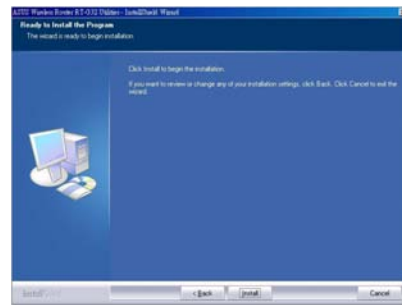 ASUS Wireless Router RT-G32 Utilities - InstallShield Wizard
Ready to Install the Program
The wizard is ready to begin installation.
Click Install to begin the installation.
If you want to review or change any of your installation settings, click Back. Click Cancel to exit the
wizard.
InstallShield
< Back
Install
Cancel